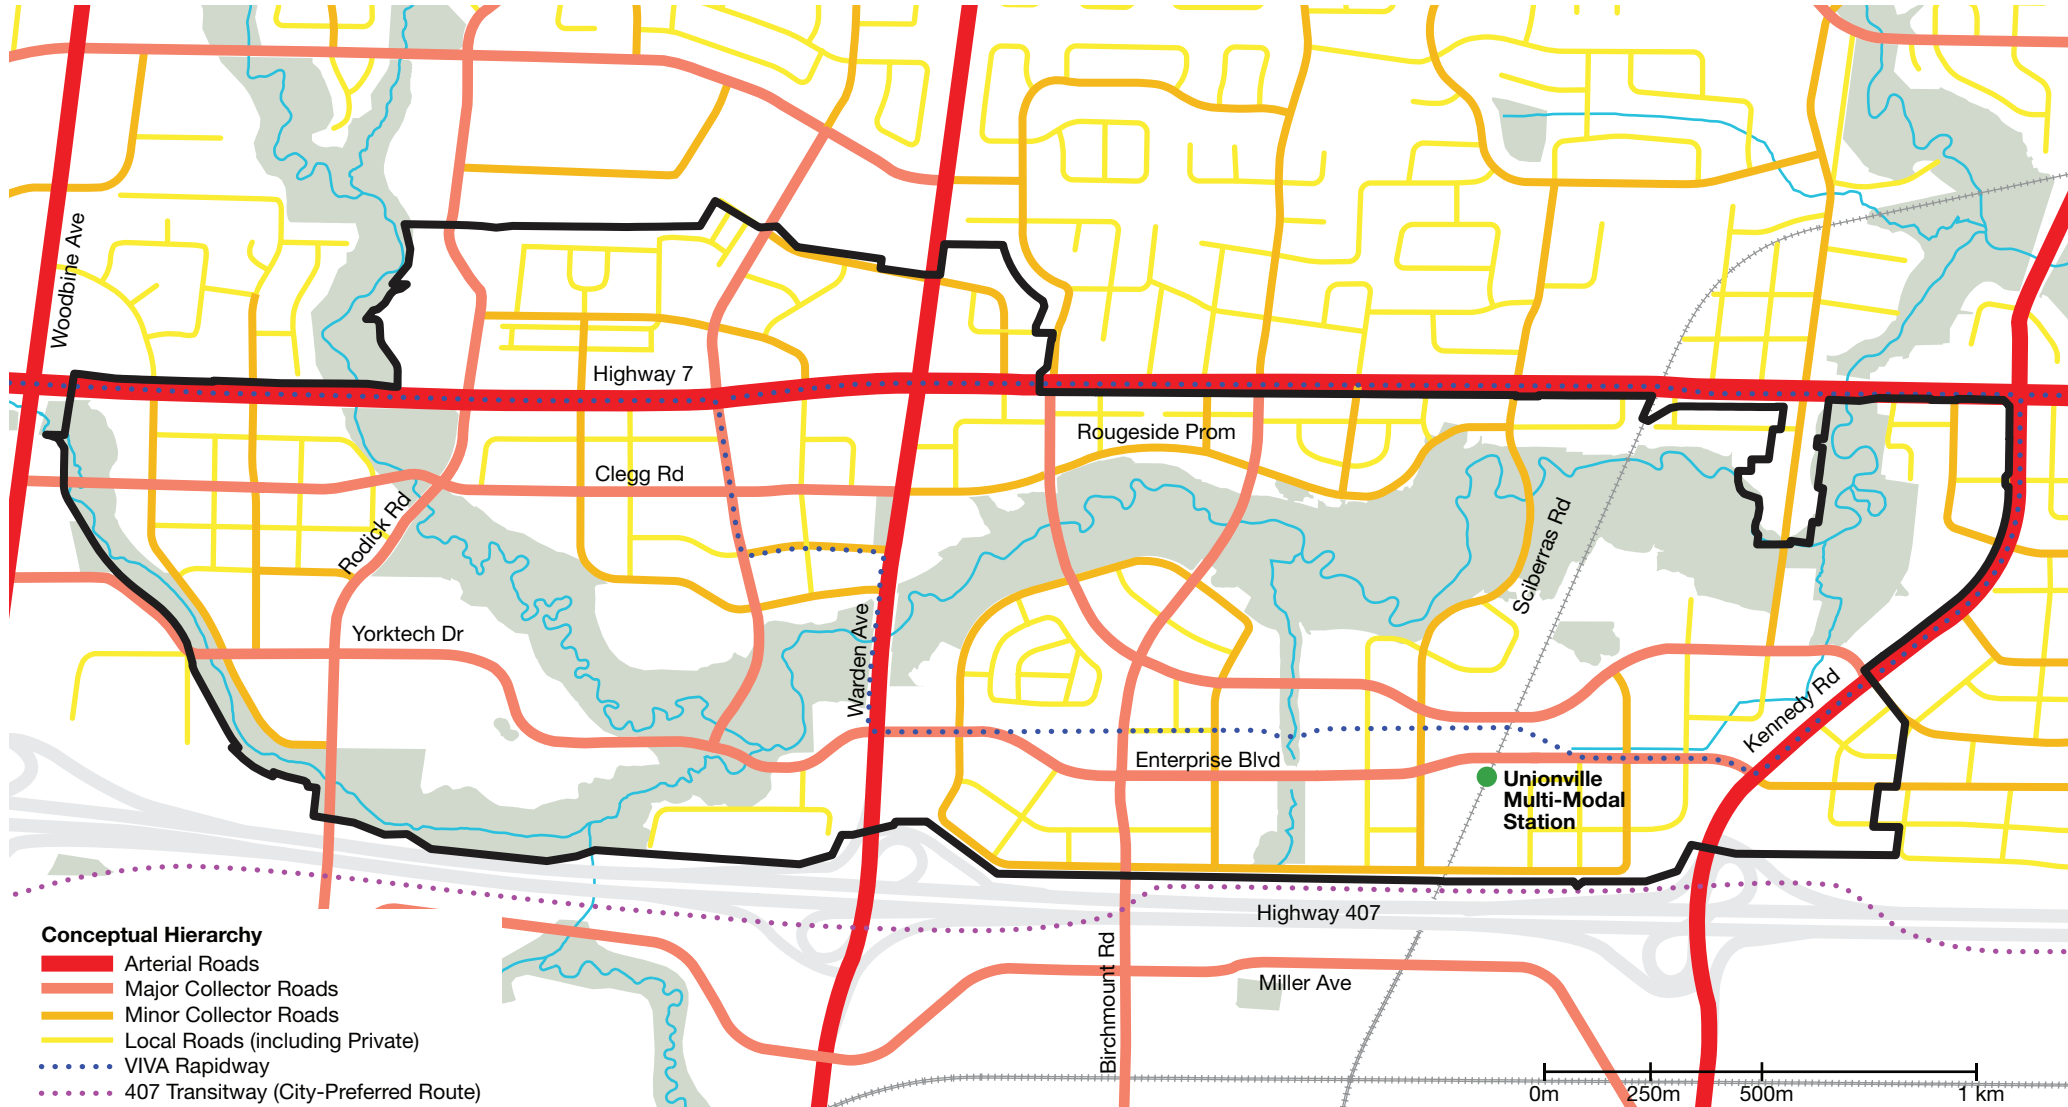 Woodbine Ave
Highway 7
Rougeside Prom
Clegg Rd
Rodick Rd
Sciberras Rd
Yorktech Dr
Warden Ave
Kennedy Rd
Enterprise Blvd
Unionville
Multi-Modal
Station
Highway 407
Birchmount Rd
Miller Ave
Conceptual Hierarchy
Arterial Roads
Major Collector Roads
Minor Collector Roads
Local Roads (including Private)
VIVA Rapidway
407 Transitway (City-Preferred Route)
0m 250m 500m 1 km